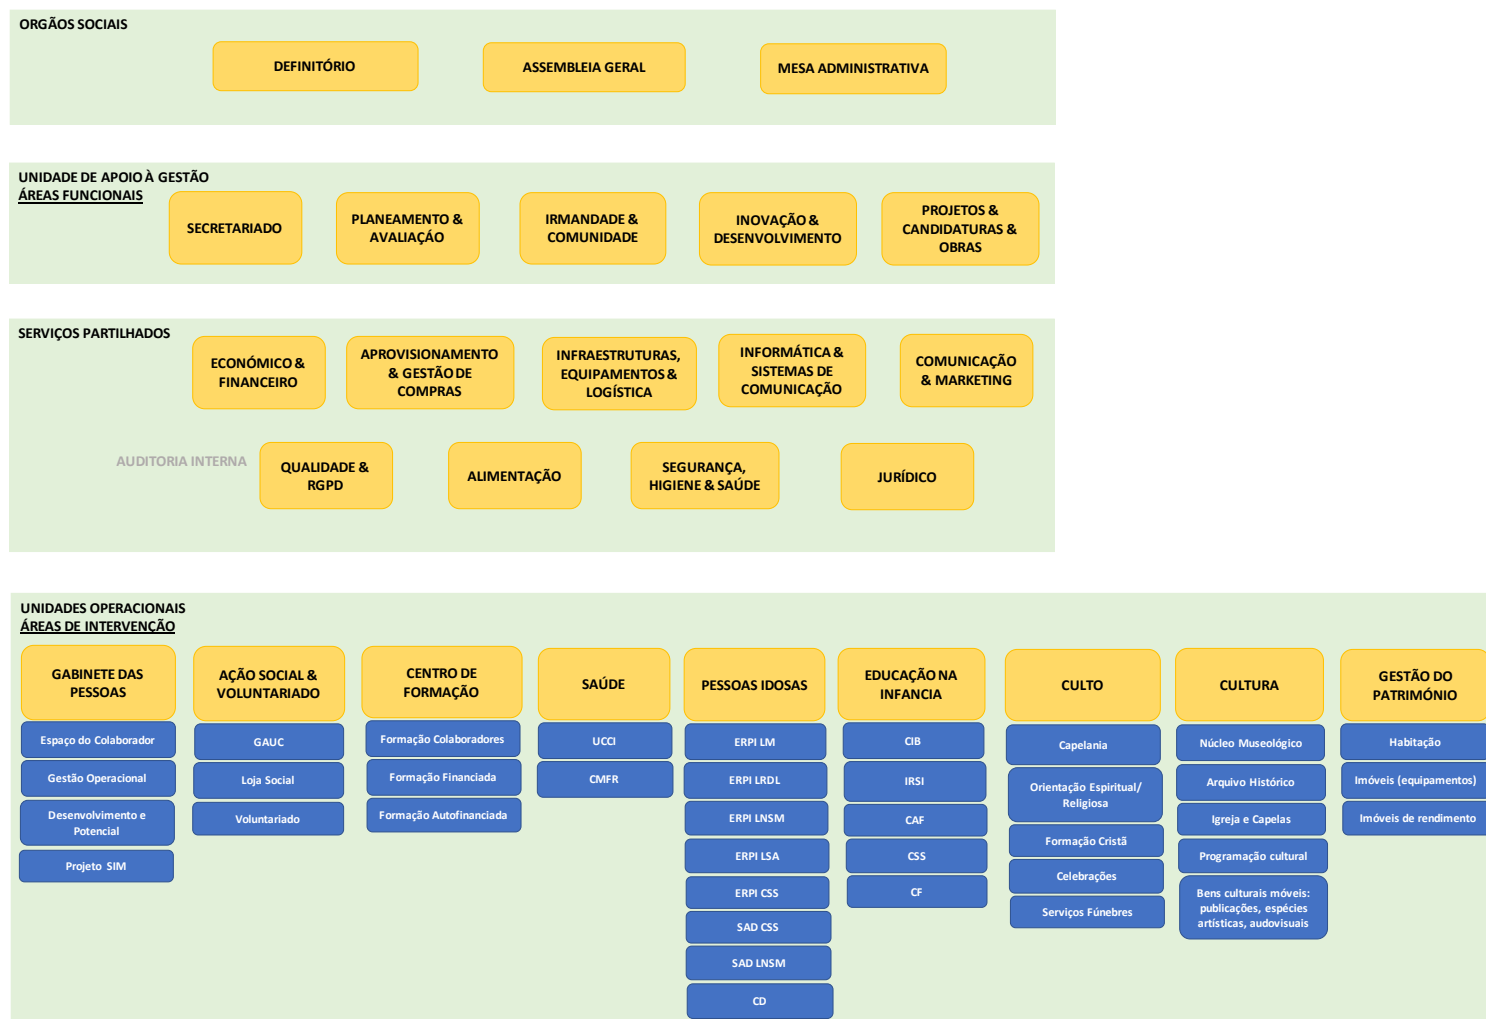 ORGÃOS SOCIAIS
DEFINITÓRIO
ASSEMBLEIA GERAL
MESA ADMINISTRATIVA
UNIDADE DE APOIO À GESTÃO
ÁREAS FUNCIONAIS
SECRETARIADO
PLANEAMENTO &
AVALIAÇÁO
IRMANDADE &
COMUNIDADE
INOVAÇÃO &
DESENVOLVIMENTO
PROJETOS &
CANDIDATURAS &
OBRAS
SERVIÇOS PARTILHADOS
ECONÓMICO &
FINANCEIRO
APROVISIONAMENTO
& GESTÃO DE
COMPRAS
INFRAESTRUTURAS,
EQUIPAMENTOS &
LOGÍSTICA
INFORMÁTICA &
SISTEMAS DE
COMUNICAÇÃO
COMUNICAÇÃO
& MARKETING
AUDITORIA INTERNA
QUALIDADE &
RGPD
ALIMENTAÇÃO
SEGURANÇA,
HIGIENE & SAÚDE
JURÍDICO
UNIDADES OPERACIONAIS
ÁREAS DE INTERVENÇÃO
GABINETE DAS
PESSOAS
Espaço do Colaborador
Gestão Operacional
Desenvolvimento e
Potencial
Projeto SIM
AÇÃO SOCIAL &
VOLUNTARIADO
GAUC
Loja Social
Voluntariado
CENTRO DE
FORMAÇÃO
Formação Colaboradores
Formação Financiada
Formação Autofinanciada
SAÚDE
UCCI
CMFR
PESSOAS IDOSAS
ERPI LM
ERPI LRDL
ERPI LNSM
ERPI LSA
ERPI CSS
SAD CSS
SAD LNSM
CD
EDUCAÇÃO NA
INFANCIA
CIB
IRSI
CAF
CSS
CF
CULTO
Capelania
Orientação Espiritual/
Religiosa
Formação Cristã
Celebrações
Serviços Fúnebres
CULTURA
Núcleo Museológico
Arquivo Histórico
Igreja e Capelas
Programação cultural
Bens culturais móveis:
publicações, espécies
artísticas, audovisuais
GESTÃO DO
PATRIMÓNIO
Habitação
Imóveis (equipamentos)
Imóveis de rendimento